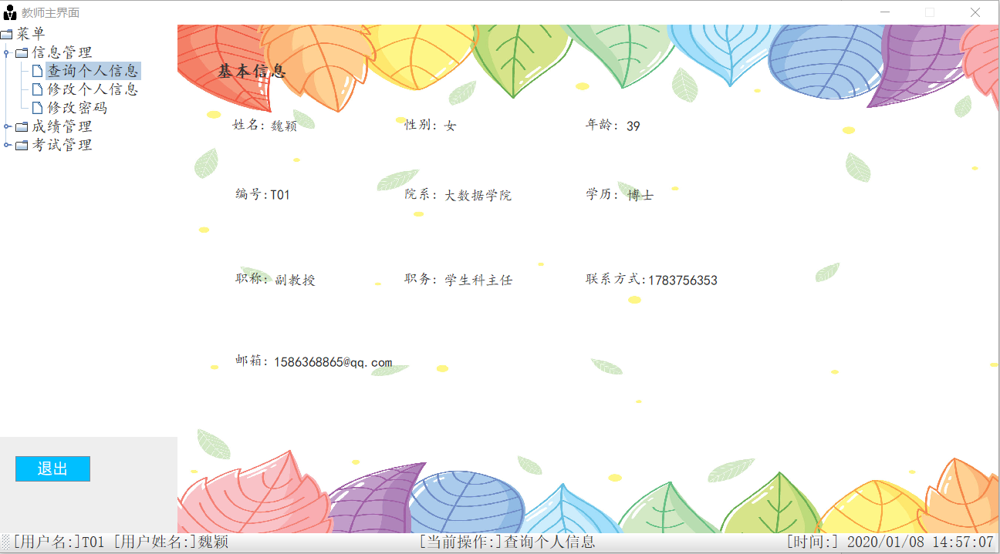 教师主界面
菜单
信息管理
查询个人信息
修改个人信息
修改密码
成绩管理
考试管理
退出
基本信息
姓名: 魏颖 性别: 女 年龄: 39
编号:T01 院系: 大数据学院 学历: 博士
职称: 副教授 职务: 学生科主任 联系方式:1783756353
邮箱: 1586368865@qq.com
[用户名:]T01 [用户姓名:]魏颖 [当前操作:]查询个人信息 [时间:] 2020/01/08 14:57:07